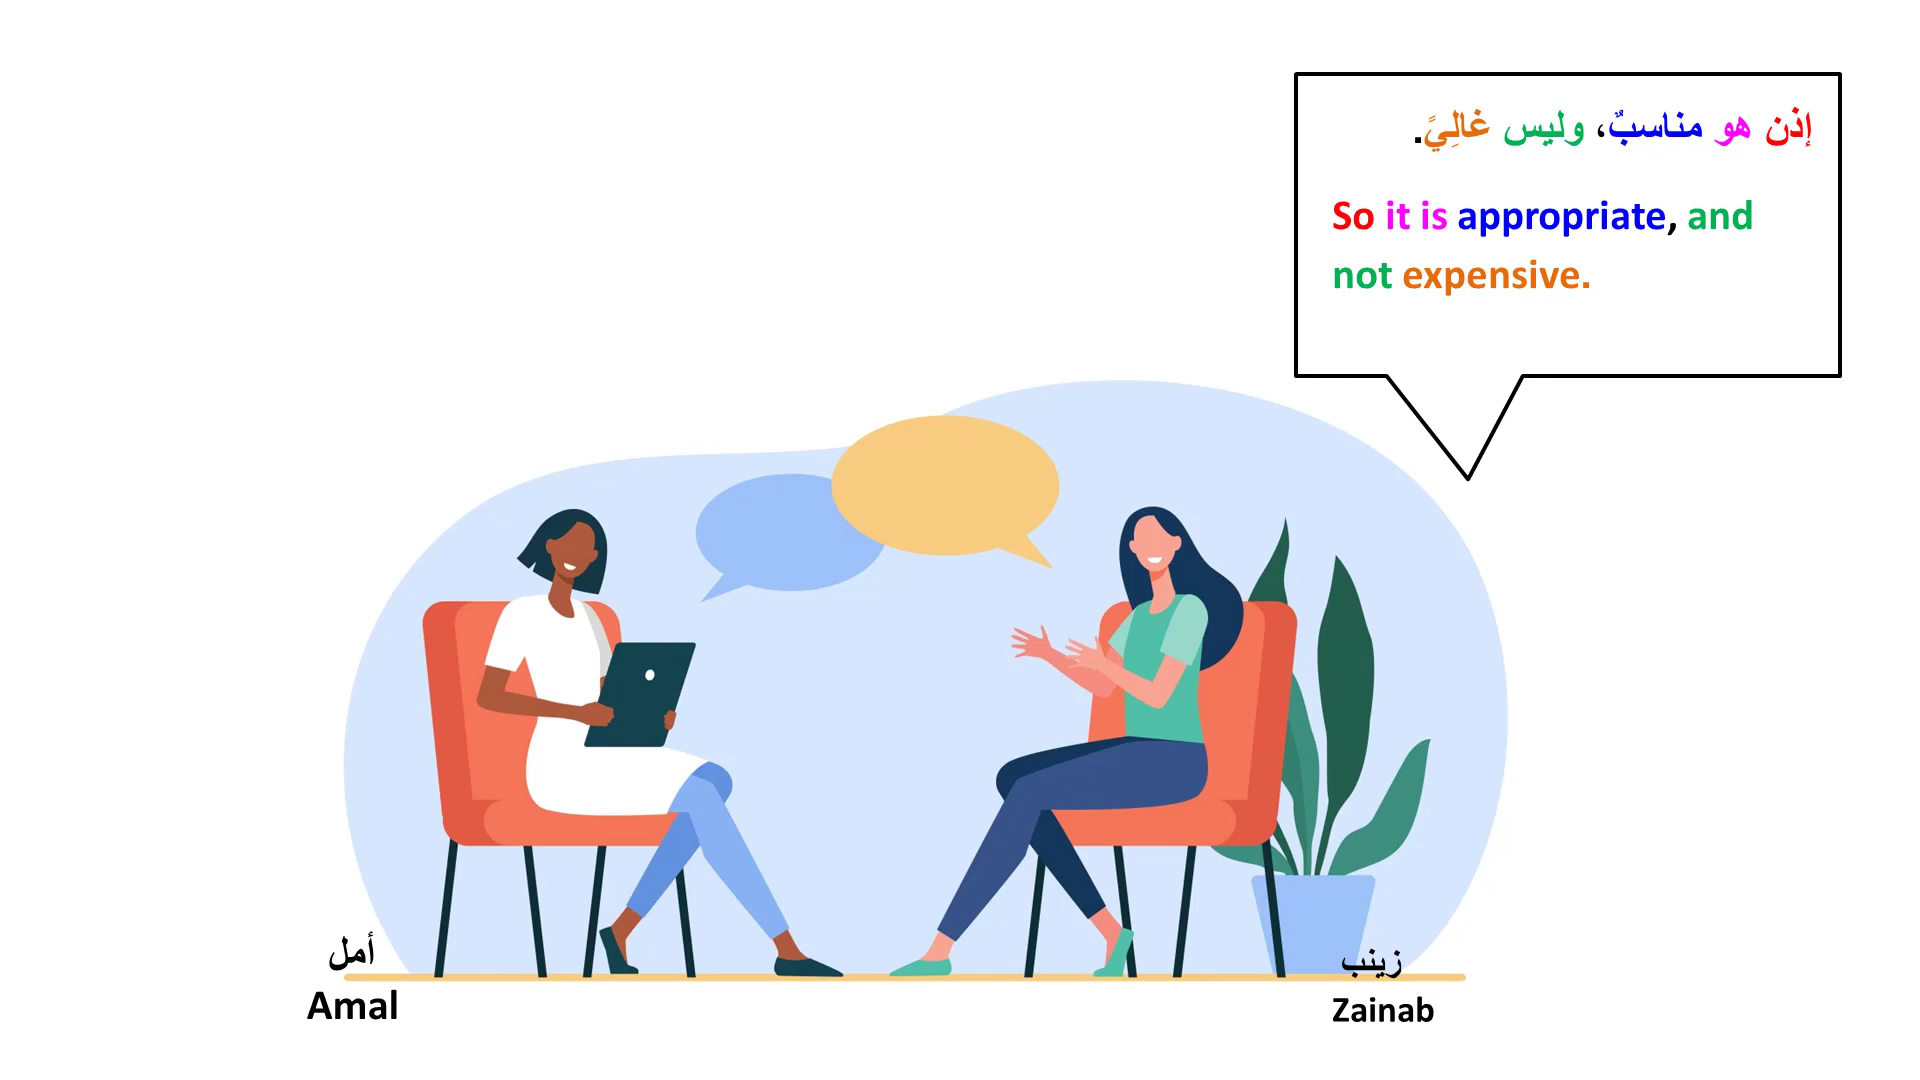 إذن هو مناسبٌ، وليس غالِيً.
So it is appropriate, and
not expensive.
أمل
Amal
زينب
Zainab